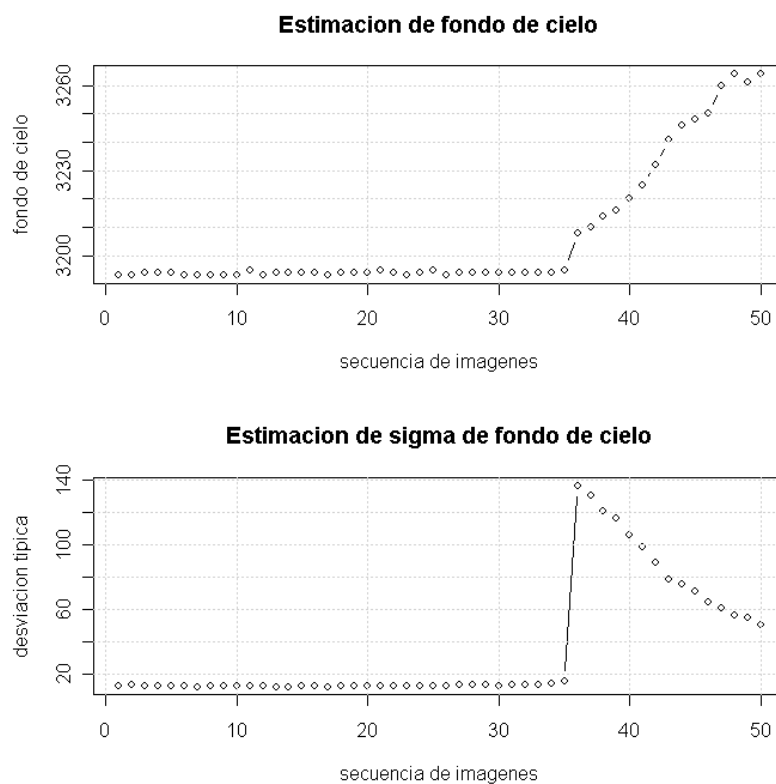 Estimacion de fondo de cielo
fondo de cielo
3200 3230 3260
0 10 20 30 40 50
secuencia de imagenes
Estimacion de sigma de fondo de cielo
desviacion tipica
20 60 100 140
0 10 20 30 40 50
secuencia de imagenes